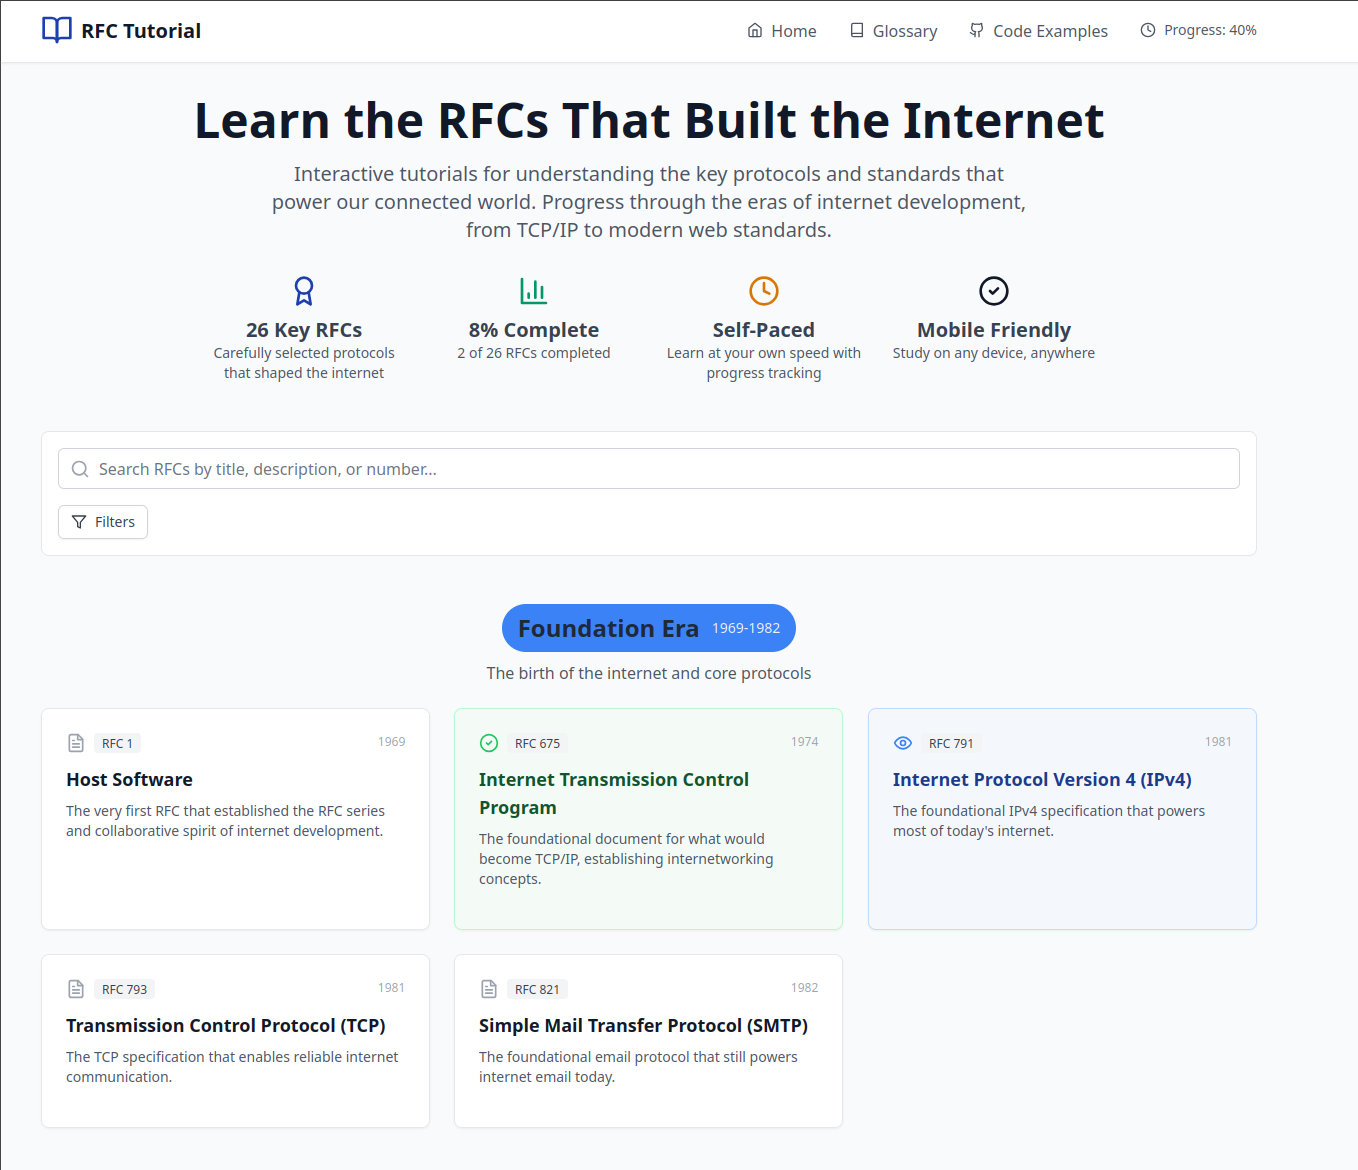 RFC Tutorial
Home
Glossary
Code Examples
Progress: 40%
Learn the RFCs That Built the Internet
Interactive tutorials for understanding the key protocols and standards that
power our connected world. Progress through the eras of internet development,
from TCP/IP to modern web standards.
26 Key RFCs
Carefully selected protocols
that shaped the internet
8% Complete
2 of 26 RFCs completed
Self-Paced
Learn at your own speed with
progress tracking
Mobile Friendly
Study on any device, anywhere
Search RFCs by title, description, or number...
Filters
Foundation Era 1969-1982
The birth of the internet and core protocols
RFC 1
1969
Host Software
The very first RFC that established the RFC series
and collaborative spirit of internet development.
RFC 675
1974
Internet Transmission Control
Program
The foundational document for what would
become TCP/IP, establishing internetworking
concepts.
RFC 791
1981
Internet Protocol Version 4 (IPv4)
The foundational IPv4 specification that powers
most of today's internet.
RFC 793
1981
Transmission Control Protocol (TCP)
The TCP specification that enables reliable internet
communication.
RFC 821
1982
Simple Mail Transfer Protocol (SMTP)
The foundational email protocol that still powers
internet email today.